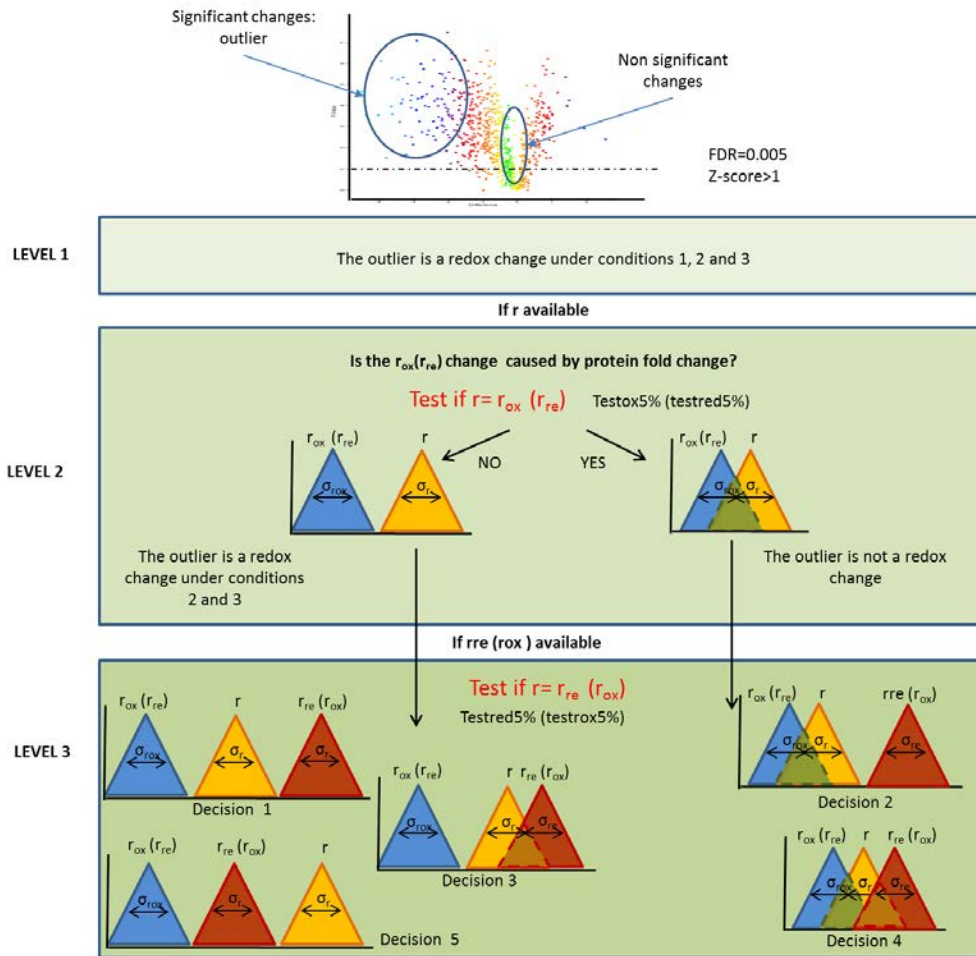 Significant changes:
outlier
Non significant
changes
FDR=0.005
Z-score>1
LEVEL 1
The outlier is a redox change under conditions 1, 2 and 3
If r available
LEVEL 2
Is the rox(rre) change caused by protein fold change?
Test if r= rox (rre) Testox5% (testred5%)
rox (rre) r
NO YES
rox(rre) r
σrox σr
σrox σr
The outlier is a redox
change under conditions
2 and 3
The outlier is not a redox
change
If rre (rox ) available
LEVEL 3
Test if r= rre (rox)
Testred5% (testrox5%)
rox (rre) r rre (rox)
σrox σr σr
Decision 1
rox (rre) r rre (rox)
σrox σr σre
Decision 3
rox (rre) r rre (rox)
σrox σr σre
Decision 2
rox (rre) rre (rox) r
σrox σr σr
Decision 5
rox (rre) r rre (rox)
σrox σr σre
Decision 4